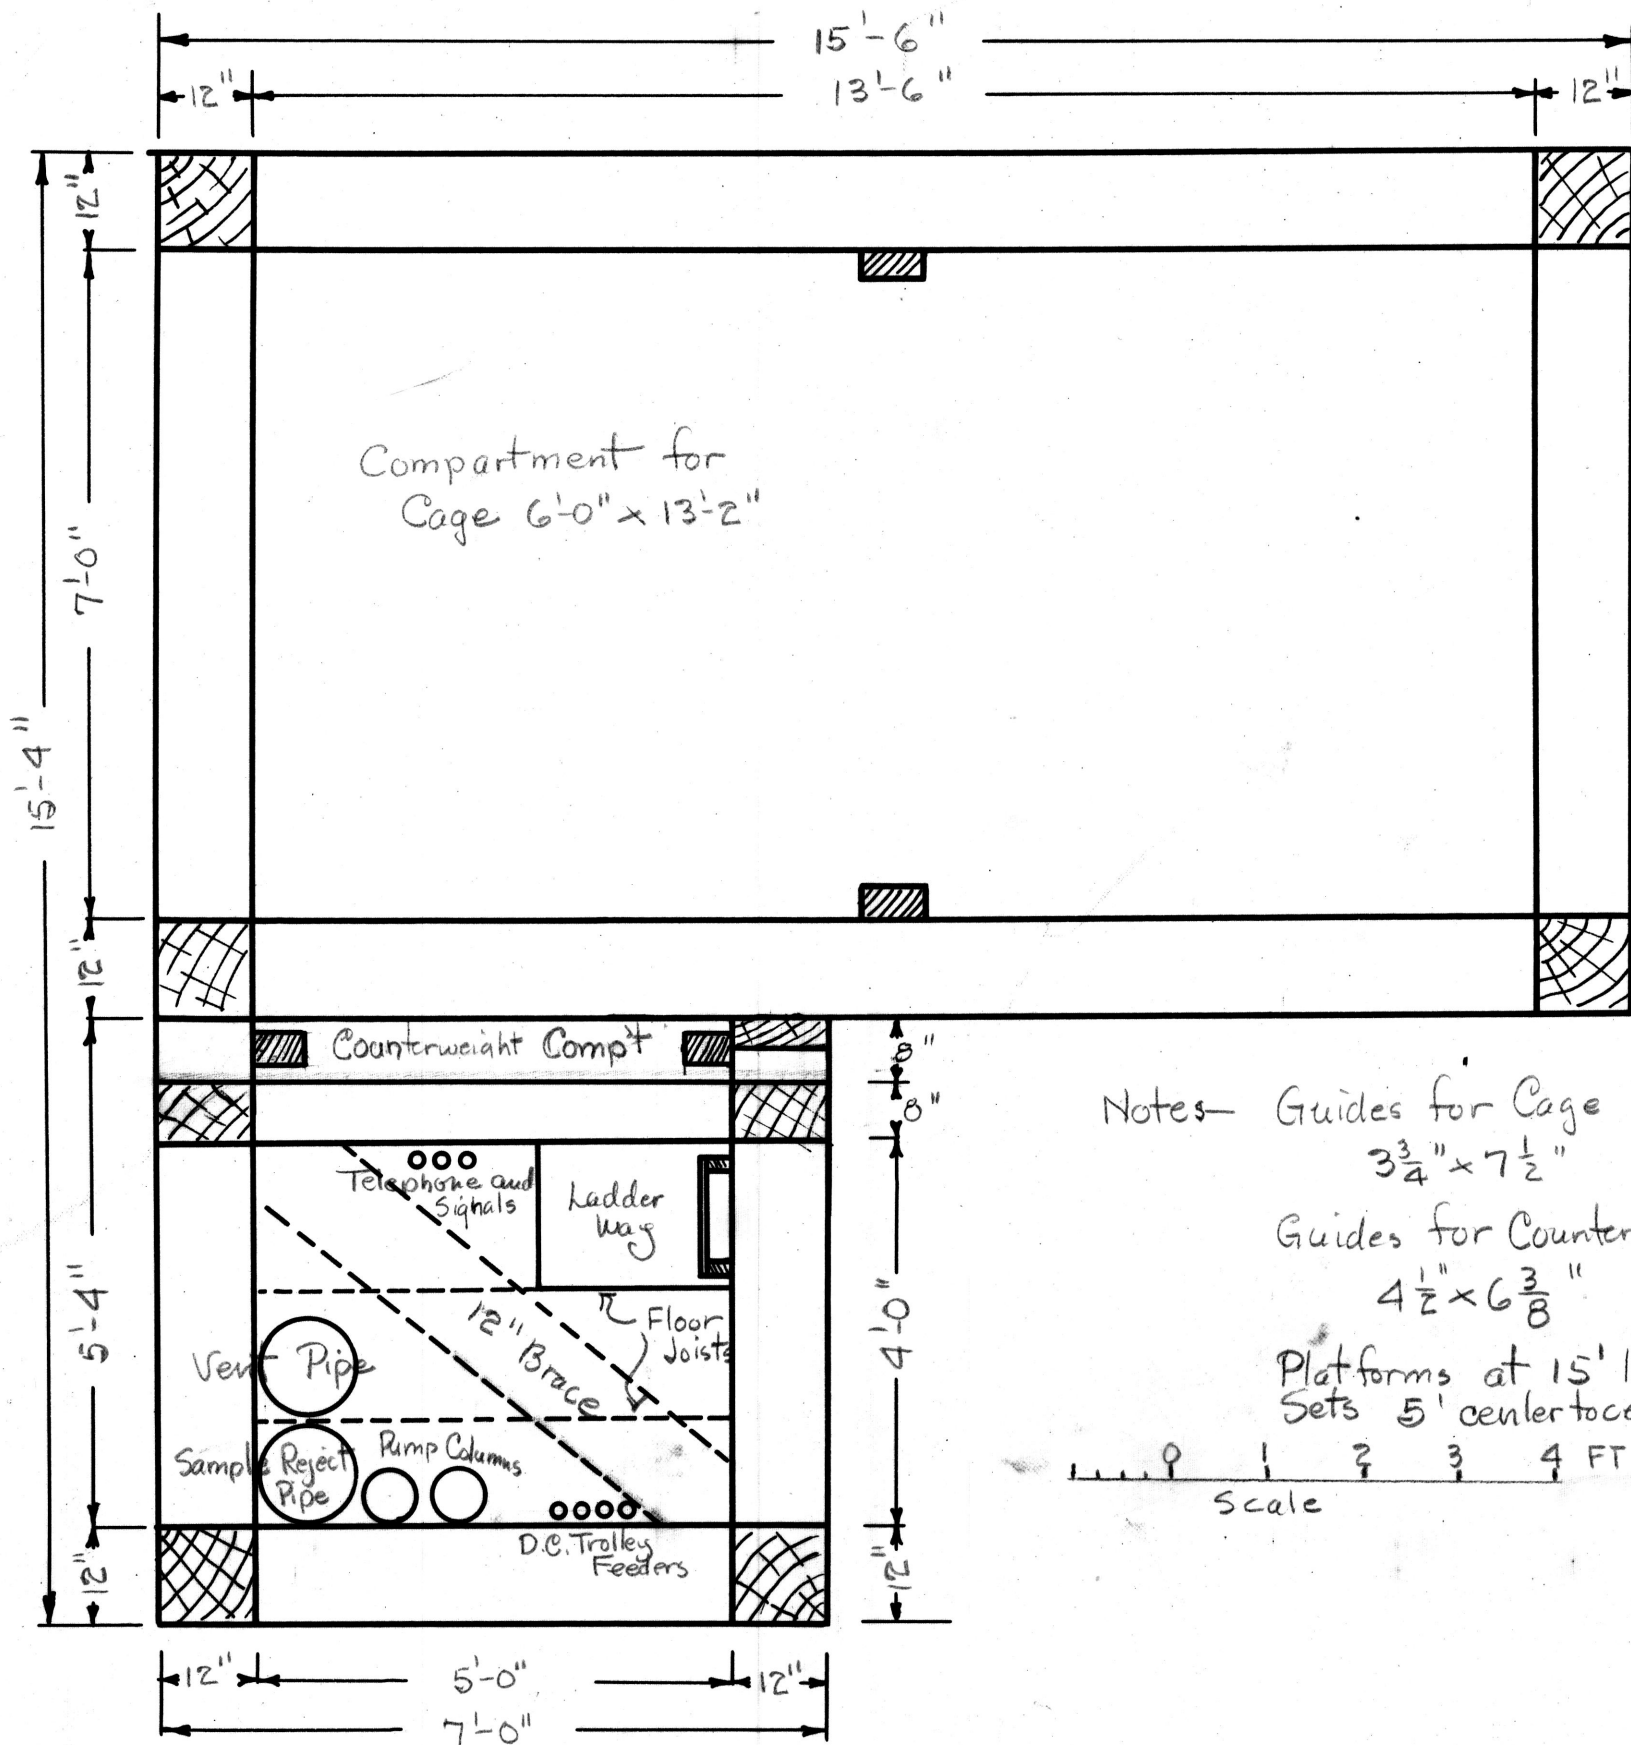 15'-6"
13'-6"
12"
12"
12"
7'-0"
15'-4"
12"
5'-4"
12"
Compartment for
Cage 6'-0" x 13'-2"
Counterweight Comp't
8"
8"
4'-0"
12"
Telephone and
Signals
Ladder
Way
12" Brace
Floor
Joists
Vent Pipe
Sample Reject
Pipe
Pump Columns
D.C. Trolley
Feeders
12"
5'-0"
12"
7'-0"
Notes— Guides for Cage
3 3/4" x 7 1/2"
Guides for Counter
4 1/2" x 6 3/8"
Platforms at 15'
Sets 5' center to ce
0 1 2 3 4 FT
Scale